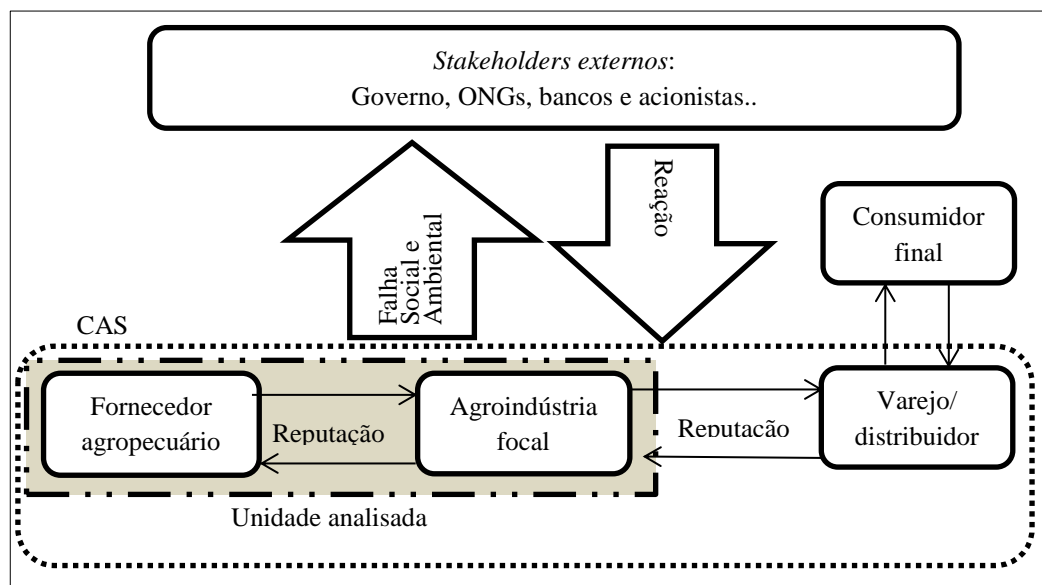 Stakeholders externos:
Governo, ONGs, bancos e acionistas..
Falha
Social e
Ambiental
Reação
Consumidor
final
CAS
Fornecedor
agropecuário
Reputação
Agroindústria
focal
Reputação
Varejo/
distribuidor
Unidade analisada